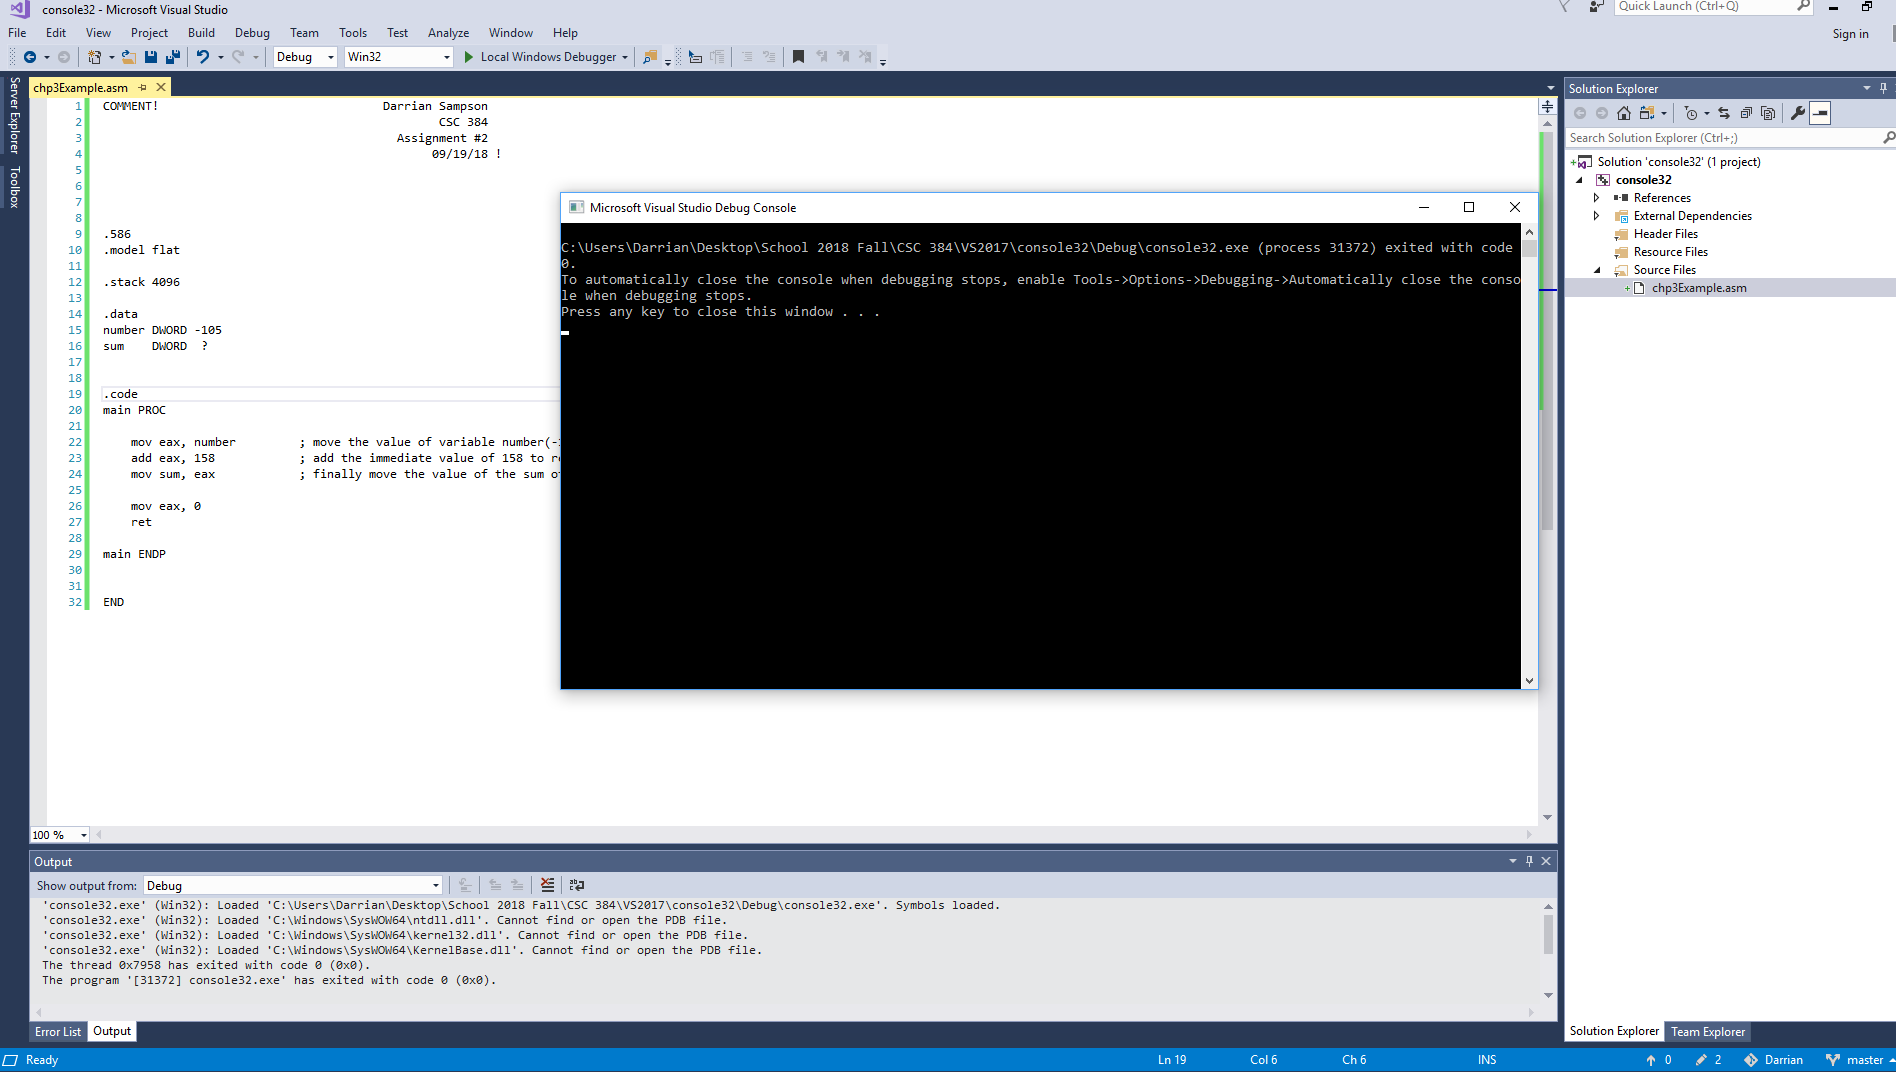 console32 - Microsoft Visual Studio
Quick Launch (Ctrl+Q)
File Edit View Project Build Debug Team Tools Test Analyze Window Help
Sign in
Debug Win32 Local Windows Debugger
Server Explorer
Toolbox
chp3Example.asm
1 COMMENT! Darrian Sampson
2 CSC 384
3 Assignment #2
4 09/19/18 !
5
6
7
8
9 .586
10 .model flat
11
12 .stack 4096
13
14 .data
15 number DWORD -105
16 sum DWORD ?
17
18
19 .code
20 main PROC
21
22 mov eax, number ; move the value of variable number(-
23 add eax, 158 ; add the immediate value of 158 to
24 mov sum, eax ; finally move the value of the sum
25
26 mov eax, 0
27 ret
28
29 main ENDP
30
31
32 END
Microsoft Visual Studio Debug Console
C:\Users\Darrian\Desktop\School 2018 Fall\CSC 384\VS2017\console32\Debug\console32.exe (process 31372) exited with code
0.
To automatically close the console when debugging stops, enable Tools->Options->Debugging->Automatically close the conso
le when debugging stops.
Press any key to close this window . . .
100 %
Output
Show output from: Debug
'console32.exe' (Win32): Loaded 'C:\Users\Darrian\Desktop\School 2018 Fall\CSC 384\VS2017\console32\Debug\console32.exe'. Symbols loaded.
'console32.exe' (Win32): Loaded 'C:\Windows\SysWOW64\ntdll.dll'. Cannot find or open the PDB file.
'console32.exe' (Win32): Loaded 'C:\Windows\SysWOW64\kernel32.dll'. Cannot find or open the PDB file.
'console32.exe' (Win32): Loaded 'C:\Windows\SysWOW64\KernelBase.dll'. Cannot find or open the PDB file.
The thread 0x7958 has exited with code 0 (0x0).
The program '[31372] console32.exe' has exited with code 0 (0x0).
Error List Output
Solution Explorer
Search Solution Explorer (Ctrl+;)
Solution 'console32' (1 project)
console32
References
External Dependencies
Header Files
Resource Files
Source Files
chp3Example.asm
Solution Explorer Team Explorer
Ready Ln 19 Col 6 Ch 6 INS 0 2 Darrian master